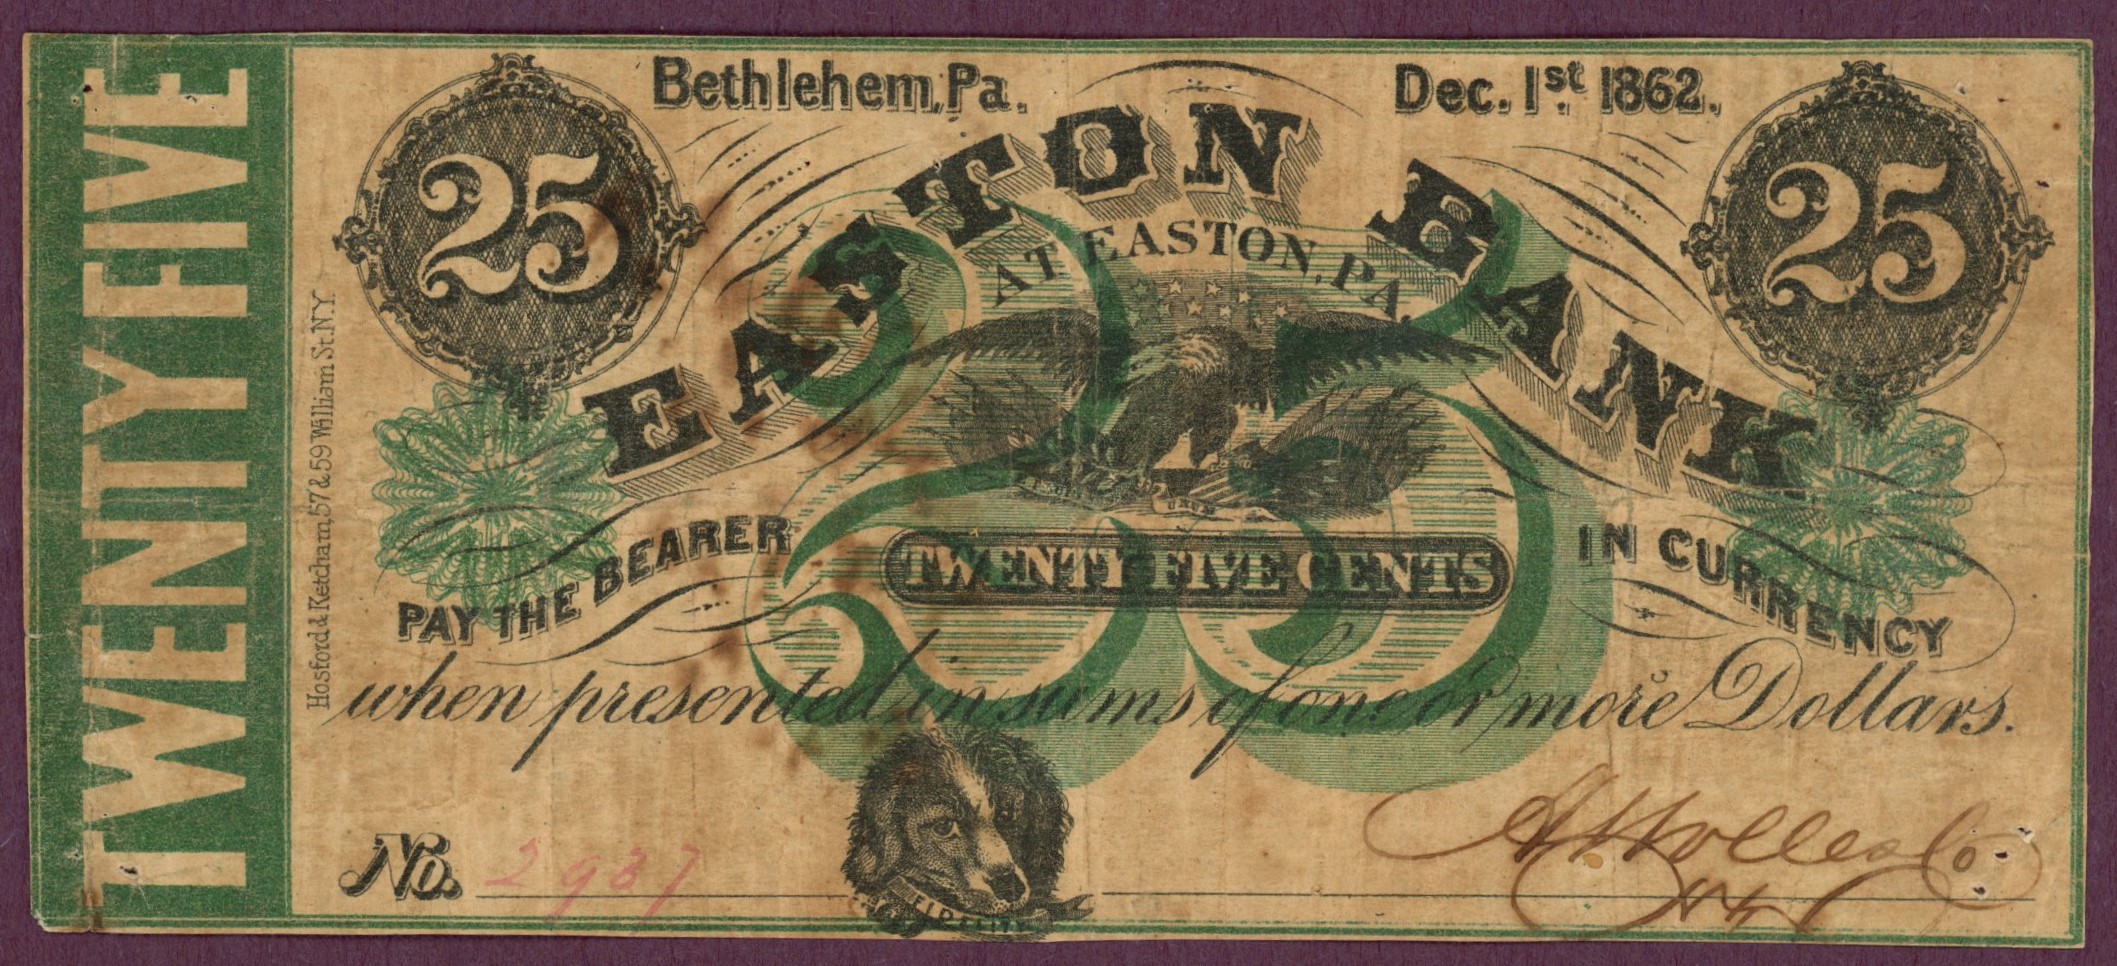 TWENTY FIVE
25
Bethlehem, Pa.
Dec. 1st 1862.
25
EASTON BANK
AT EASTON, PA.
25
Hosford & Ketcham, 57 & 59 William St. N.Y.
TWENTY FIVE CENTS
PAY THE BEARER
IN CURRENCY
when presented in sums of one or more Dollars.
No. 2937
FIDELITY